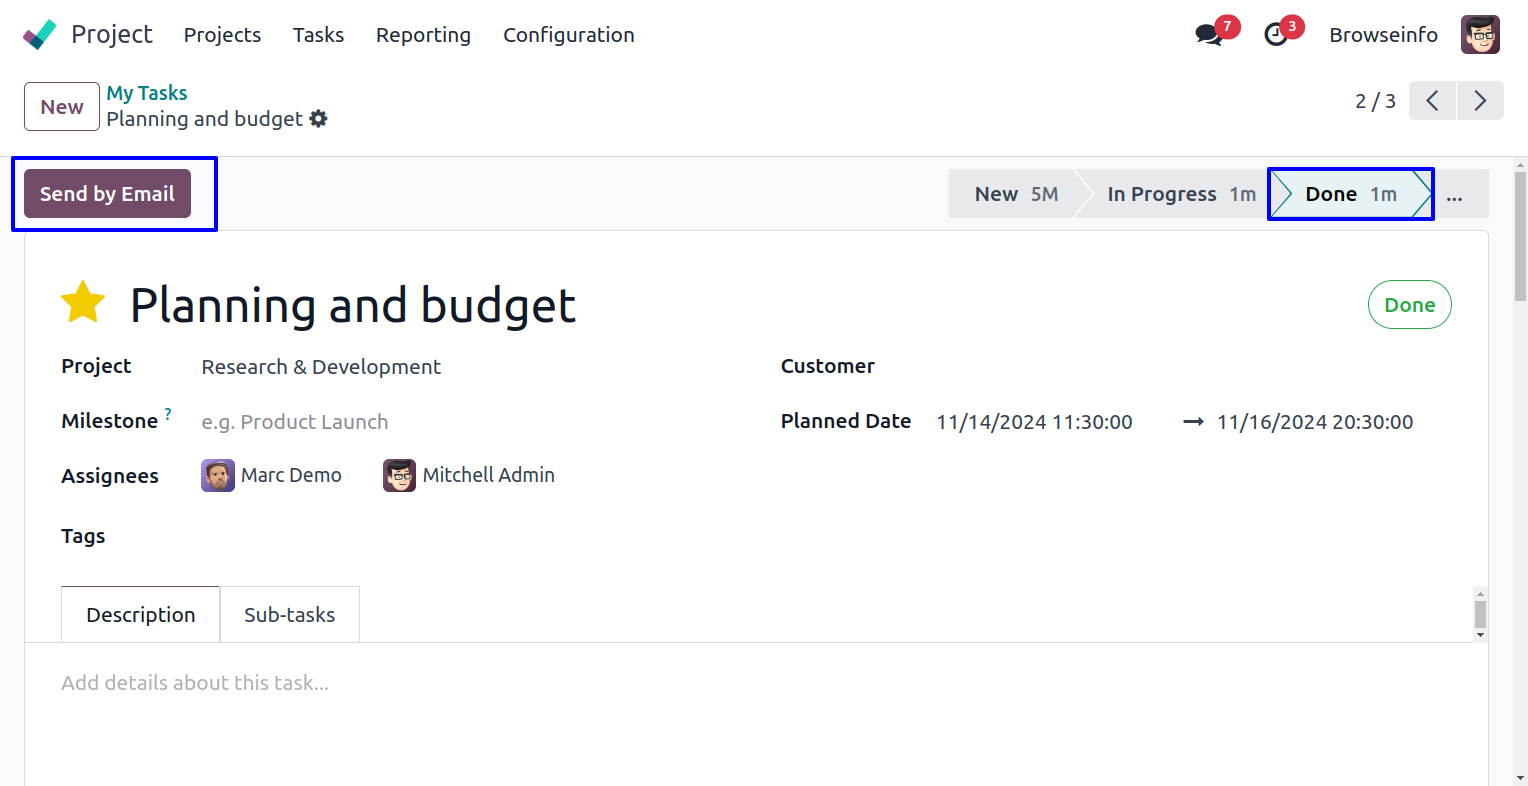 Project Projects Tasks Reporting Configuration 7 3 Browseinfo
New My Tasks
Planning and budget 2 / 3
Send by Email New 5M In Progress 1m Done 1m ...
Planning and budget Done
Project Research & Development Customer
Milestone ? e.g. Product Launch Planned Date 11/14/2024 11:30:00 → 11/16/2024 20:30:00
Assignees Marc Demo Mitchell Admin
Tags
Description Sub-tasks
Add details about this task...